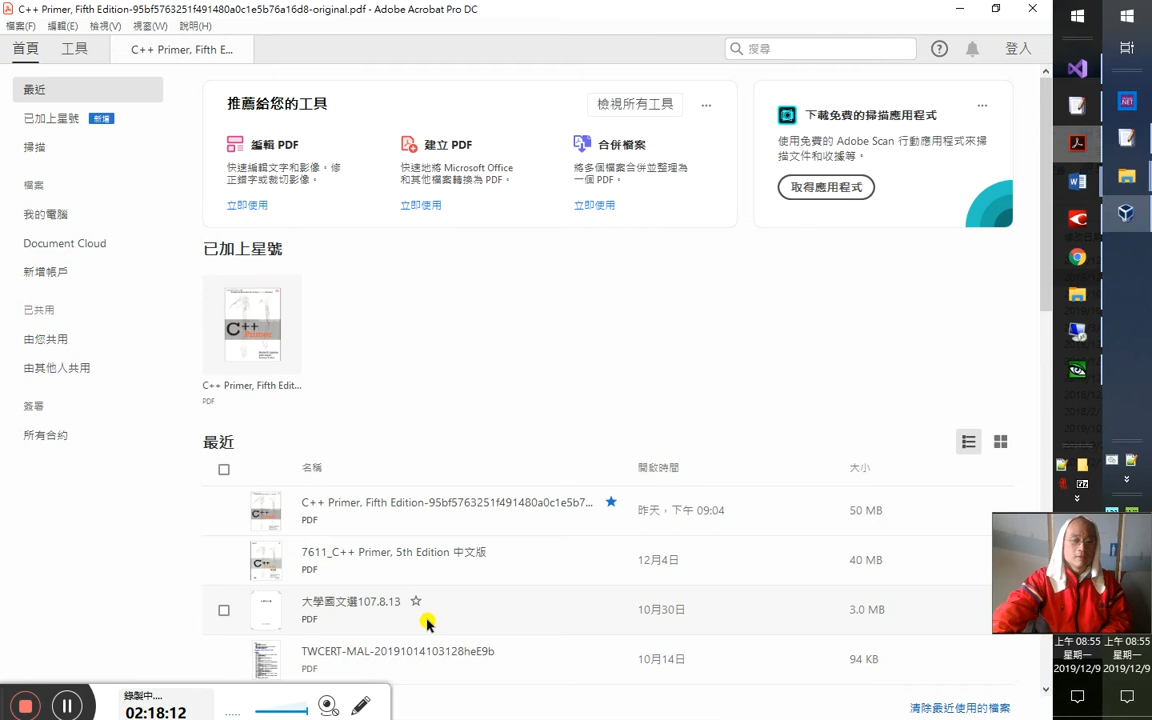 C++ Primer, Fifth Edition-95bf5763251f491480a0c1e5b76a16d8-original.pdf - Adobe Acrobat Pro DC
檔案(F) 編輯(E) 檢視(V) 視窗(W) 說明(H)
首頁 工具 C++ Primer, Fifth E... 搜尋 登入
最近
已加上星號 新增
掃描
檔案
我的電腦
Document Cloud
新增帳戶
已共用
由您共用
由其他人共用
簽署
所有合約
推薦給您的工具 檢視所有工具 ...
編輯 PDF
快速編輯文字和影像。修
正錯字或裁切影像。
立即使用
建立 PDF
快速地將 Microsoft Office
和其他檔案轉換為 PDF。
立即使用
合併檔案
將多個檔案合併並整理為
一個 PDF。
立即使用
下載免費的掃描應用程式 ...
使用免費的 Adobe Scan 行動應用程式來掃
描文件和收據等。
取得應用程式
已加上星號
C++
Primer
C++ Primer, Fifth Edit...
PDF
最近
名稱 開啟時間 大小
C++ Primer, Fifth Edition-95bf5763251f491480a0c1e5b7... 昨天,下午 09:04 50 MB
PDF
7611_C++ Primer, 5th Edition 中文版 12月4日 40 MB
PDF
大學國文選107.8.13 10月30日 3.0 MB
PDF
TWCERT-MAL-20191014103128heE9b 10月14日 94 KB
PDF
清除最近使用的檔案
錄製中....
02:18:12
上午 08:55 上午 08:55
星期一 星期一
2019/12/9 2019/12/9